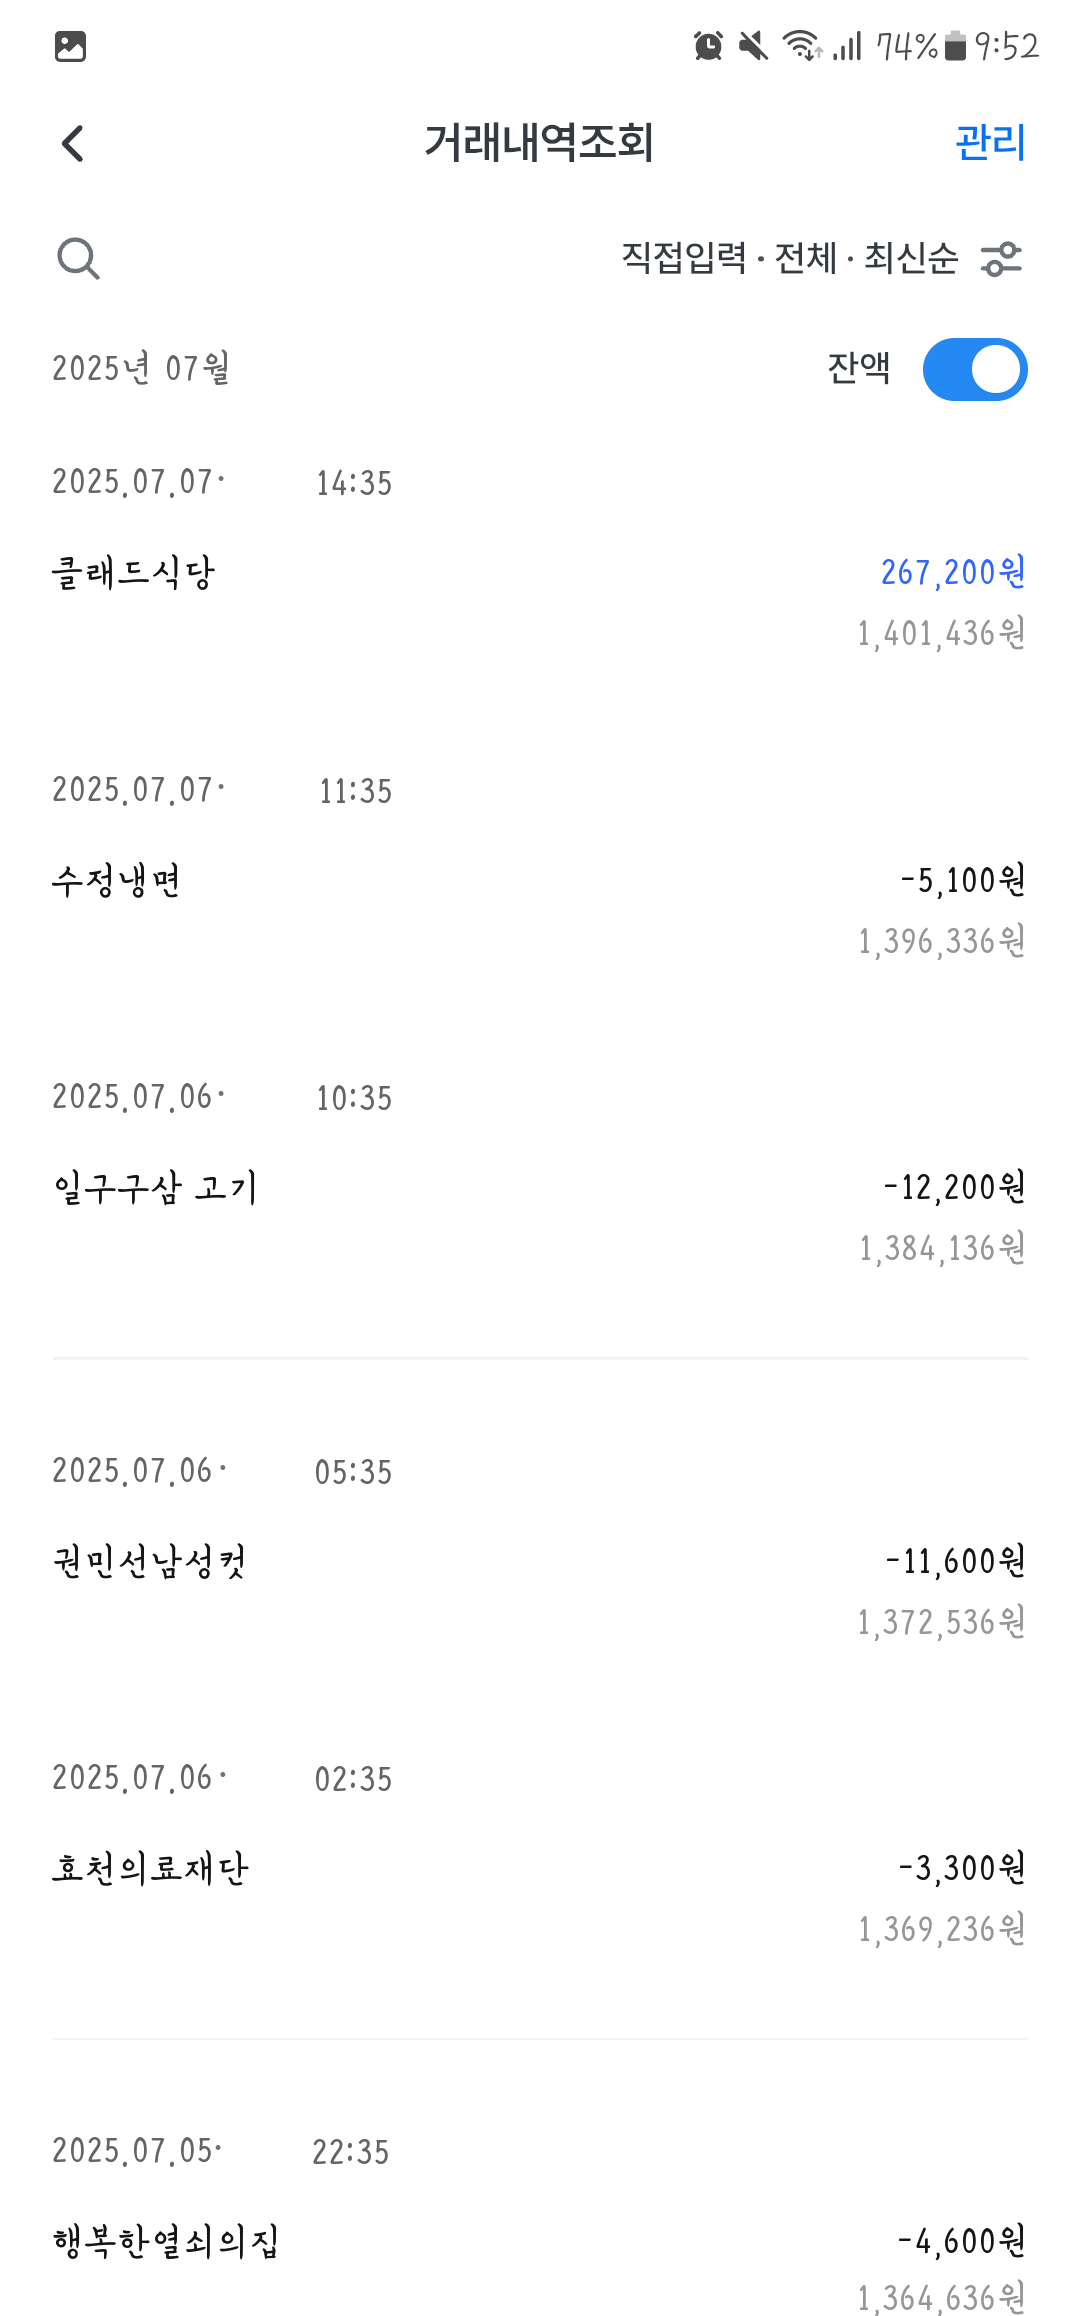 74% 9:52
거래내역조회 관리
직접입력 · 전체 · 최신순
2025년 07월 잔액
2025.07.07· 14:35
클래드식당 267,200원
1,401,436원
2025.07.07· 11:35
수정냉면 -5,100원
1,396,336원
2025.07.06· 10:35
일구구삼 고기 -12,200원
1,384,136원
2025.07.06· 05:35
권민선남성컷 -11,600원
1,372,536원
2025.07.06· 02:35
효천의료재단 -3,300원
1,369,236원
2025.07.05· 22:35
행복한열쇠의집 -4,600원
1,364,636원